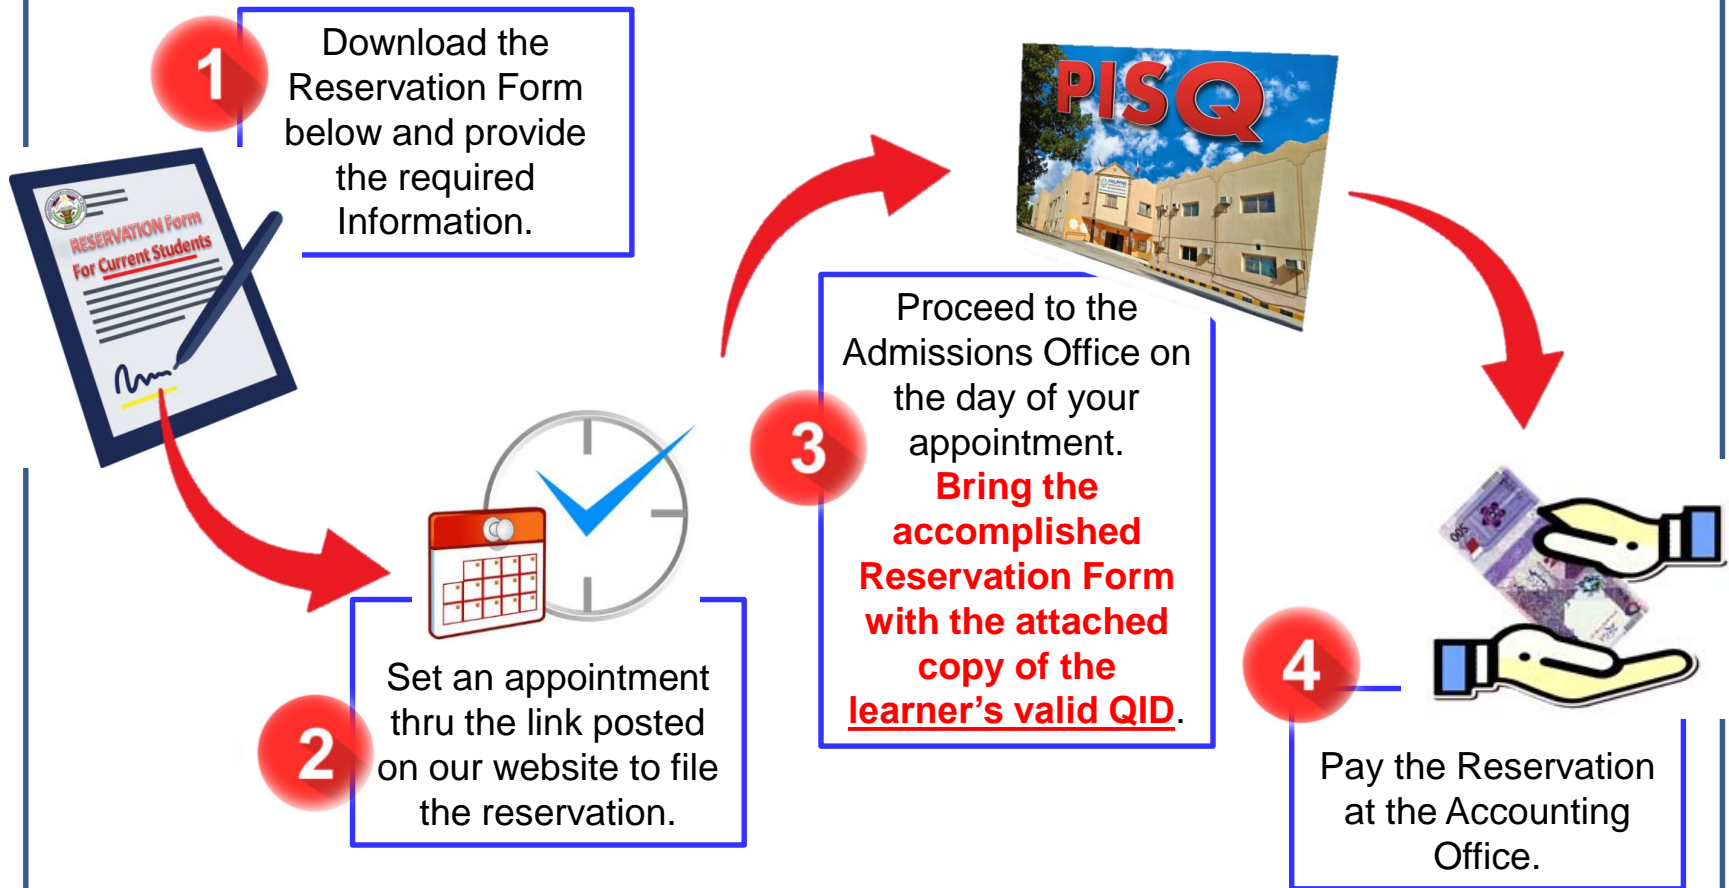 1
Download the
Reservation Form
below and provide
the required
Information.
RESERVATION Form
For Current Students
2
Set an appointment
thru the link posted
on our website to file
the reservation.
PISQ
PHILIPPINE
3
Proceed to the
Admissions Office on
the day of your
appointment.
Bring the
accomplished
Reservation Form
with the attached
copy of the
learner's valid QID.
500
4
Pay the Reservation
at the Accounting
Office.